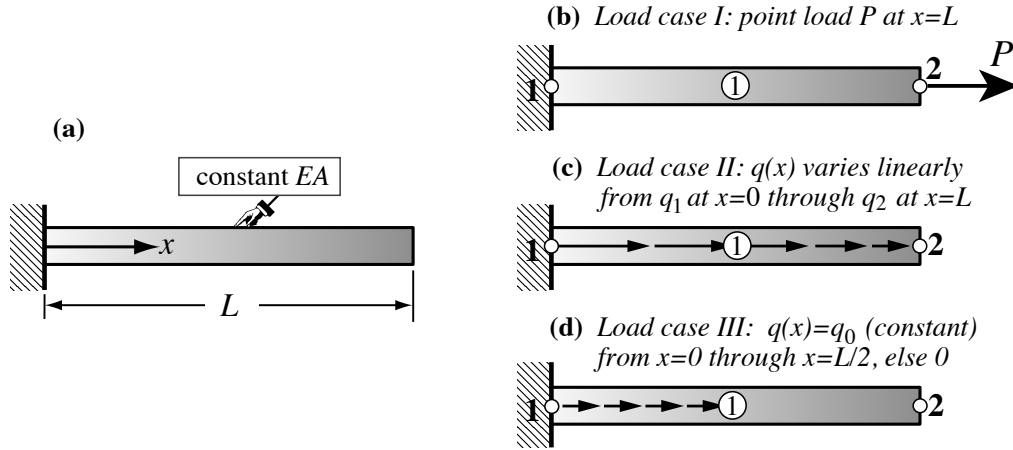 (a)
constant EA
x
L
(b) Load case I: point load P at x=L
P
1
1
2
(c) Load case II: q(x) varies linearly
from q₁ at x=0 through q₂ at x=L
1
1
2
(d) Load case III: q(x)=q₀ (constant)
from x=0 through x=L/2, else 0
1
1
2